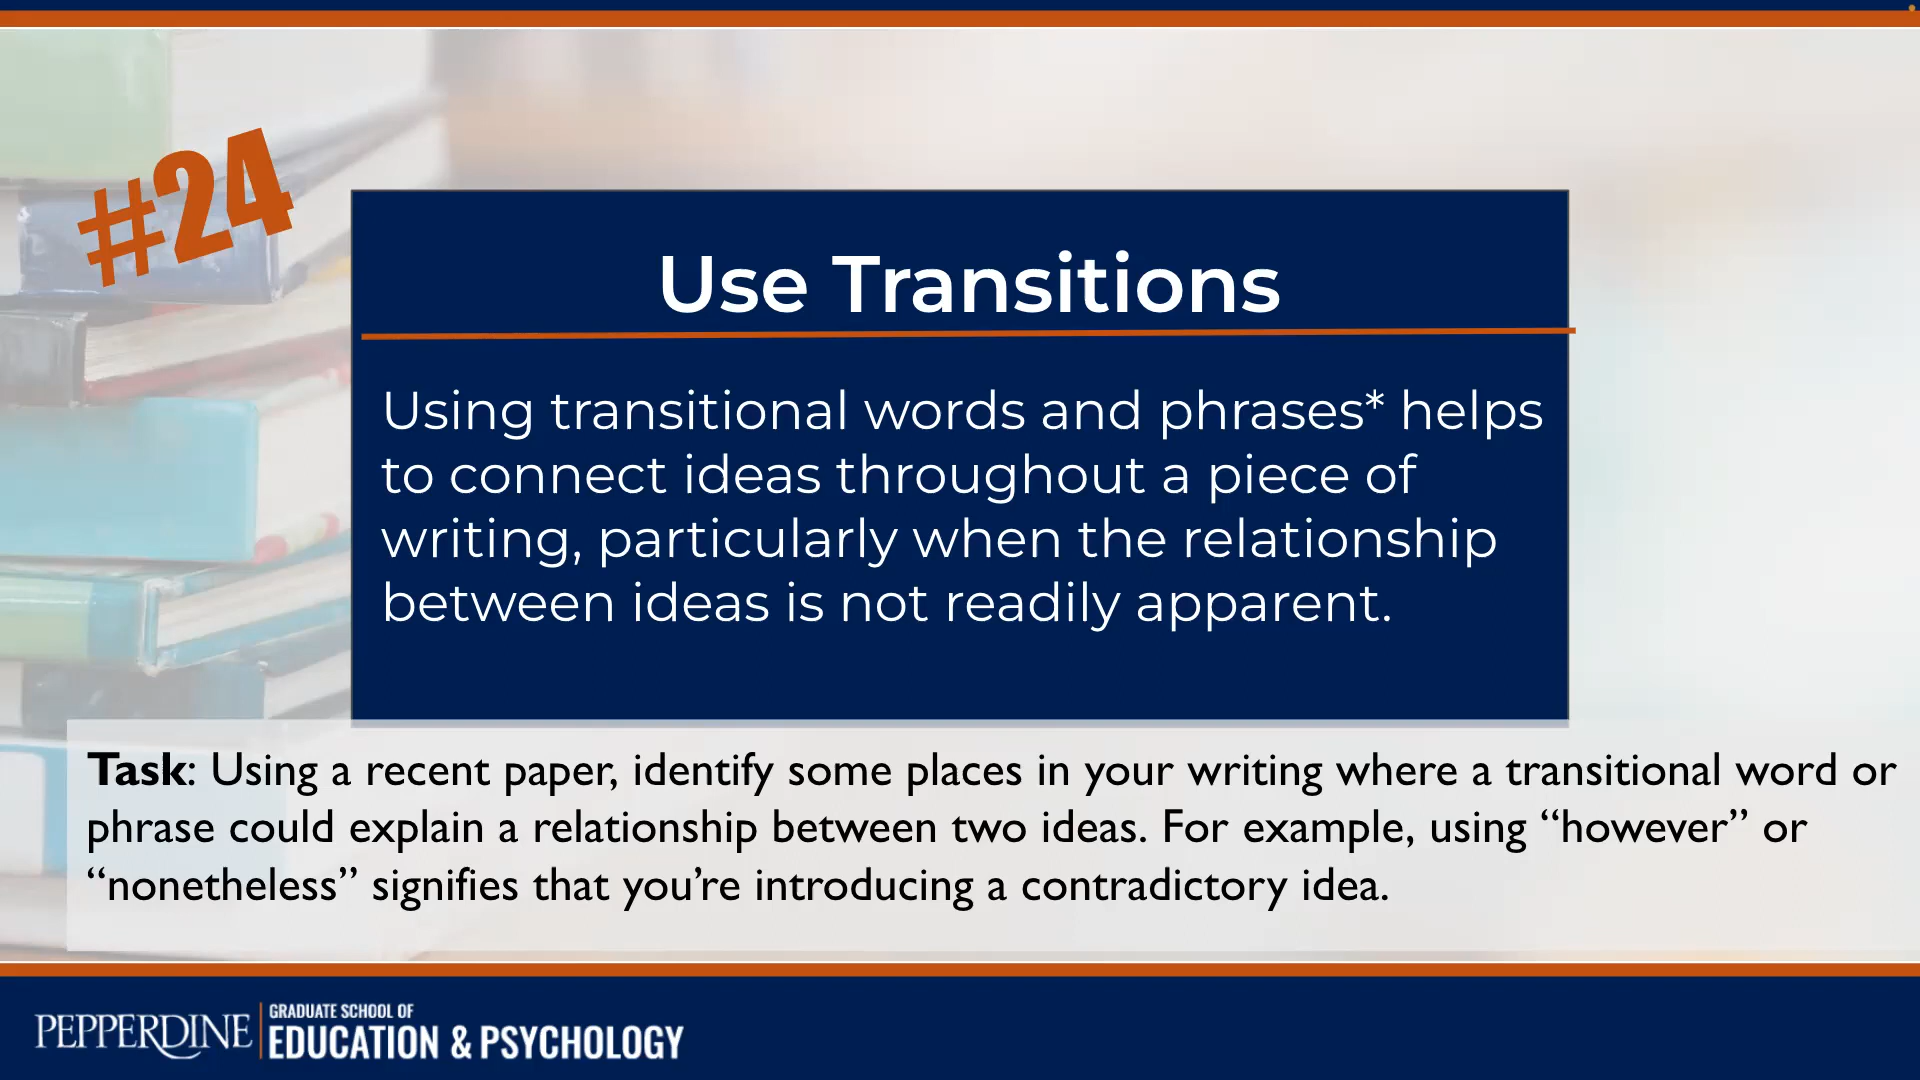 #24
Use Transitions
Using transitional words and phrases* helps
to connect ideas throughout a piece of
writing, particularly when the relationship
between ideas is not readily apparent.
Task: Using a recent paper, identify some places in your writing where a transitional word or
phrase could explain a relationship between two ideas. For example, using “however” or
“nonetheless” signifies that you’re introducing a contradictory idea.
PEPPERDINE
GRADUATE SCHOOL OF
EDUCATION & PSYCHOLOGY